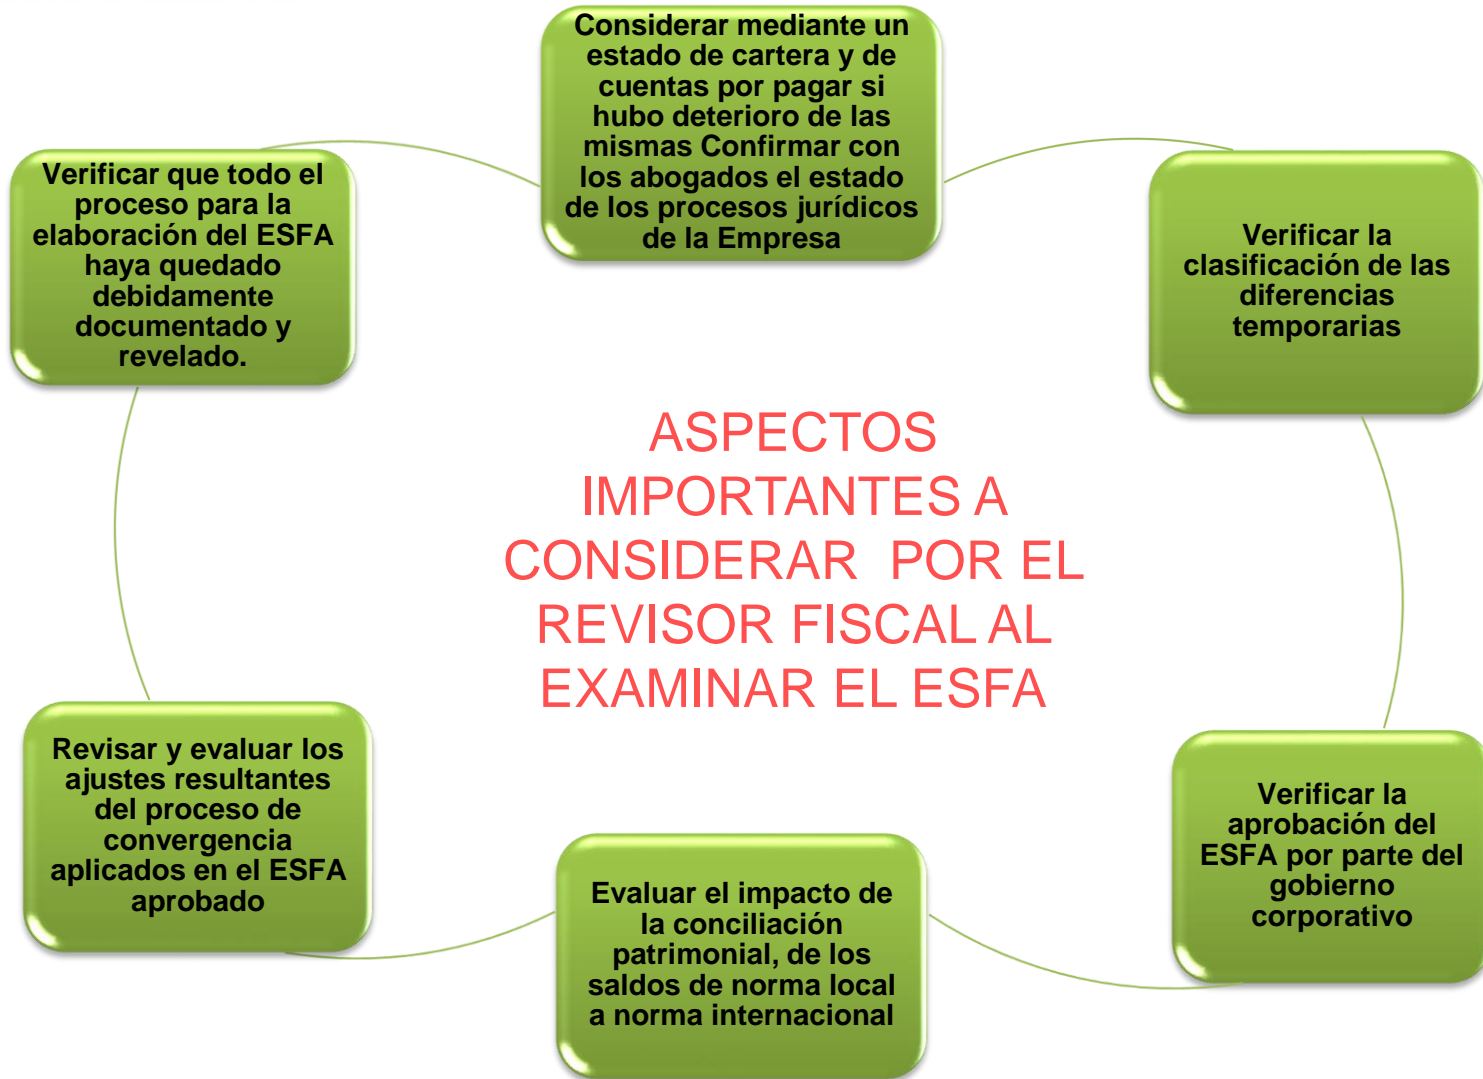 Considerar mediante un
estado de cartera y de
cuentas por pagar si
hubo deterioro de las
mismas Confirmar con
los abogados el estado
de los procesos jurídicos
de la Empresa
Verificar la
clasificación de las
diferencias
temporarias
Verificar la
aprobación del
ESFA por parte del
gobierno
corporativo
Evaluar el impacto de
la conciliación
patrimonial, de los
saldos de norma local
a norma internacional
Revisar y evaluar los
ajustes resultantes
del proceso de
convergencia
aplicados en el ESFA
aprobado
Verificar que todo el
proceso para la
elaboración del ESFA
haya quedado
debidamente
documentado y
revelado.
ASPECTOS
IMPORTANTES A
CONSIDERAR POR EL
REVISOR FISCAL AL
EXAMINAR EL ESFA